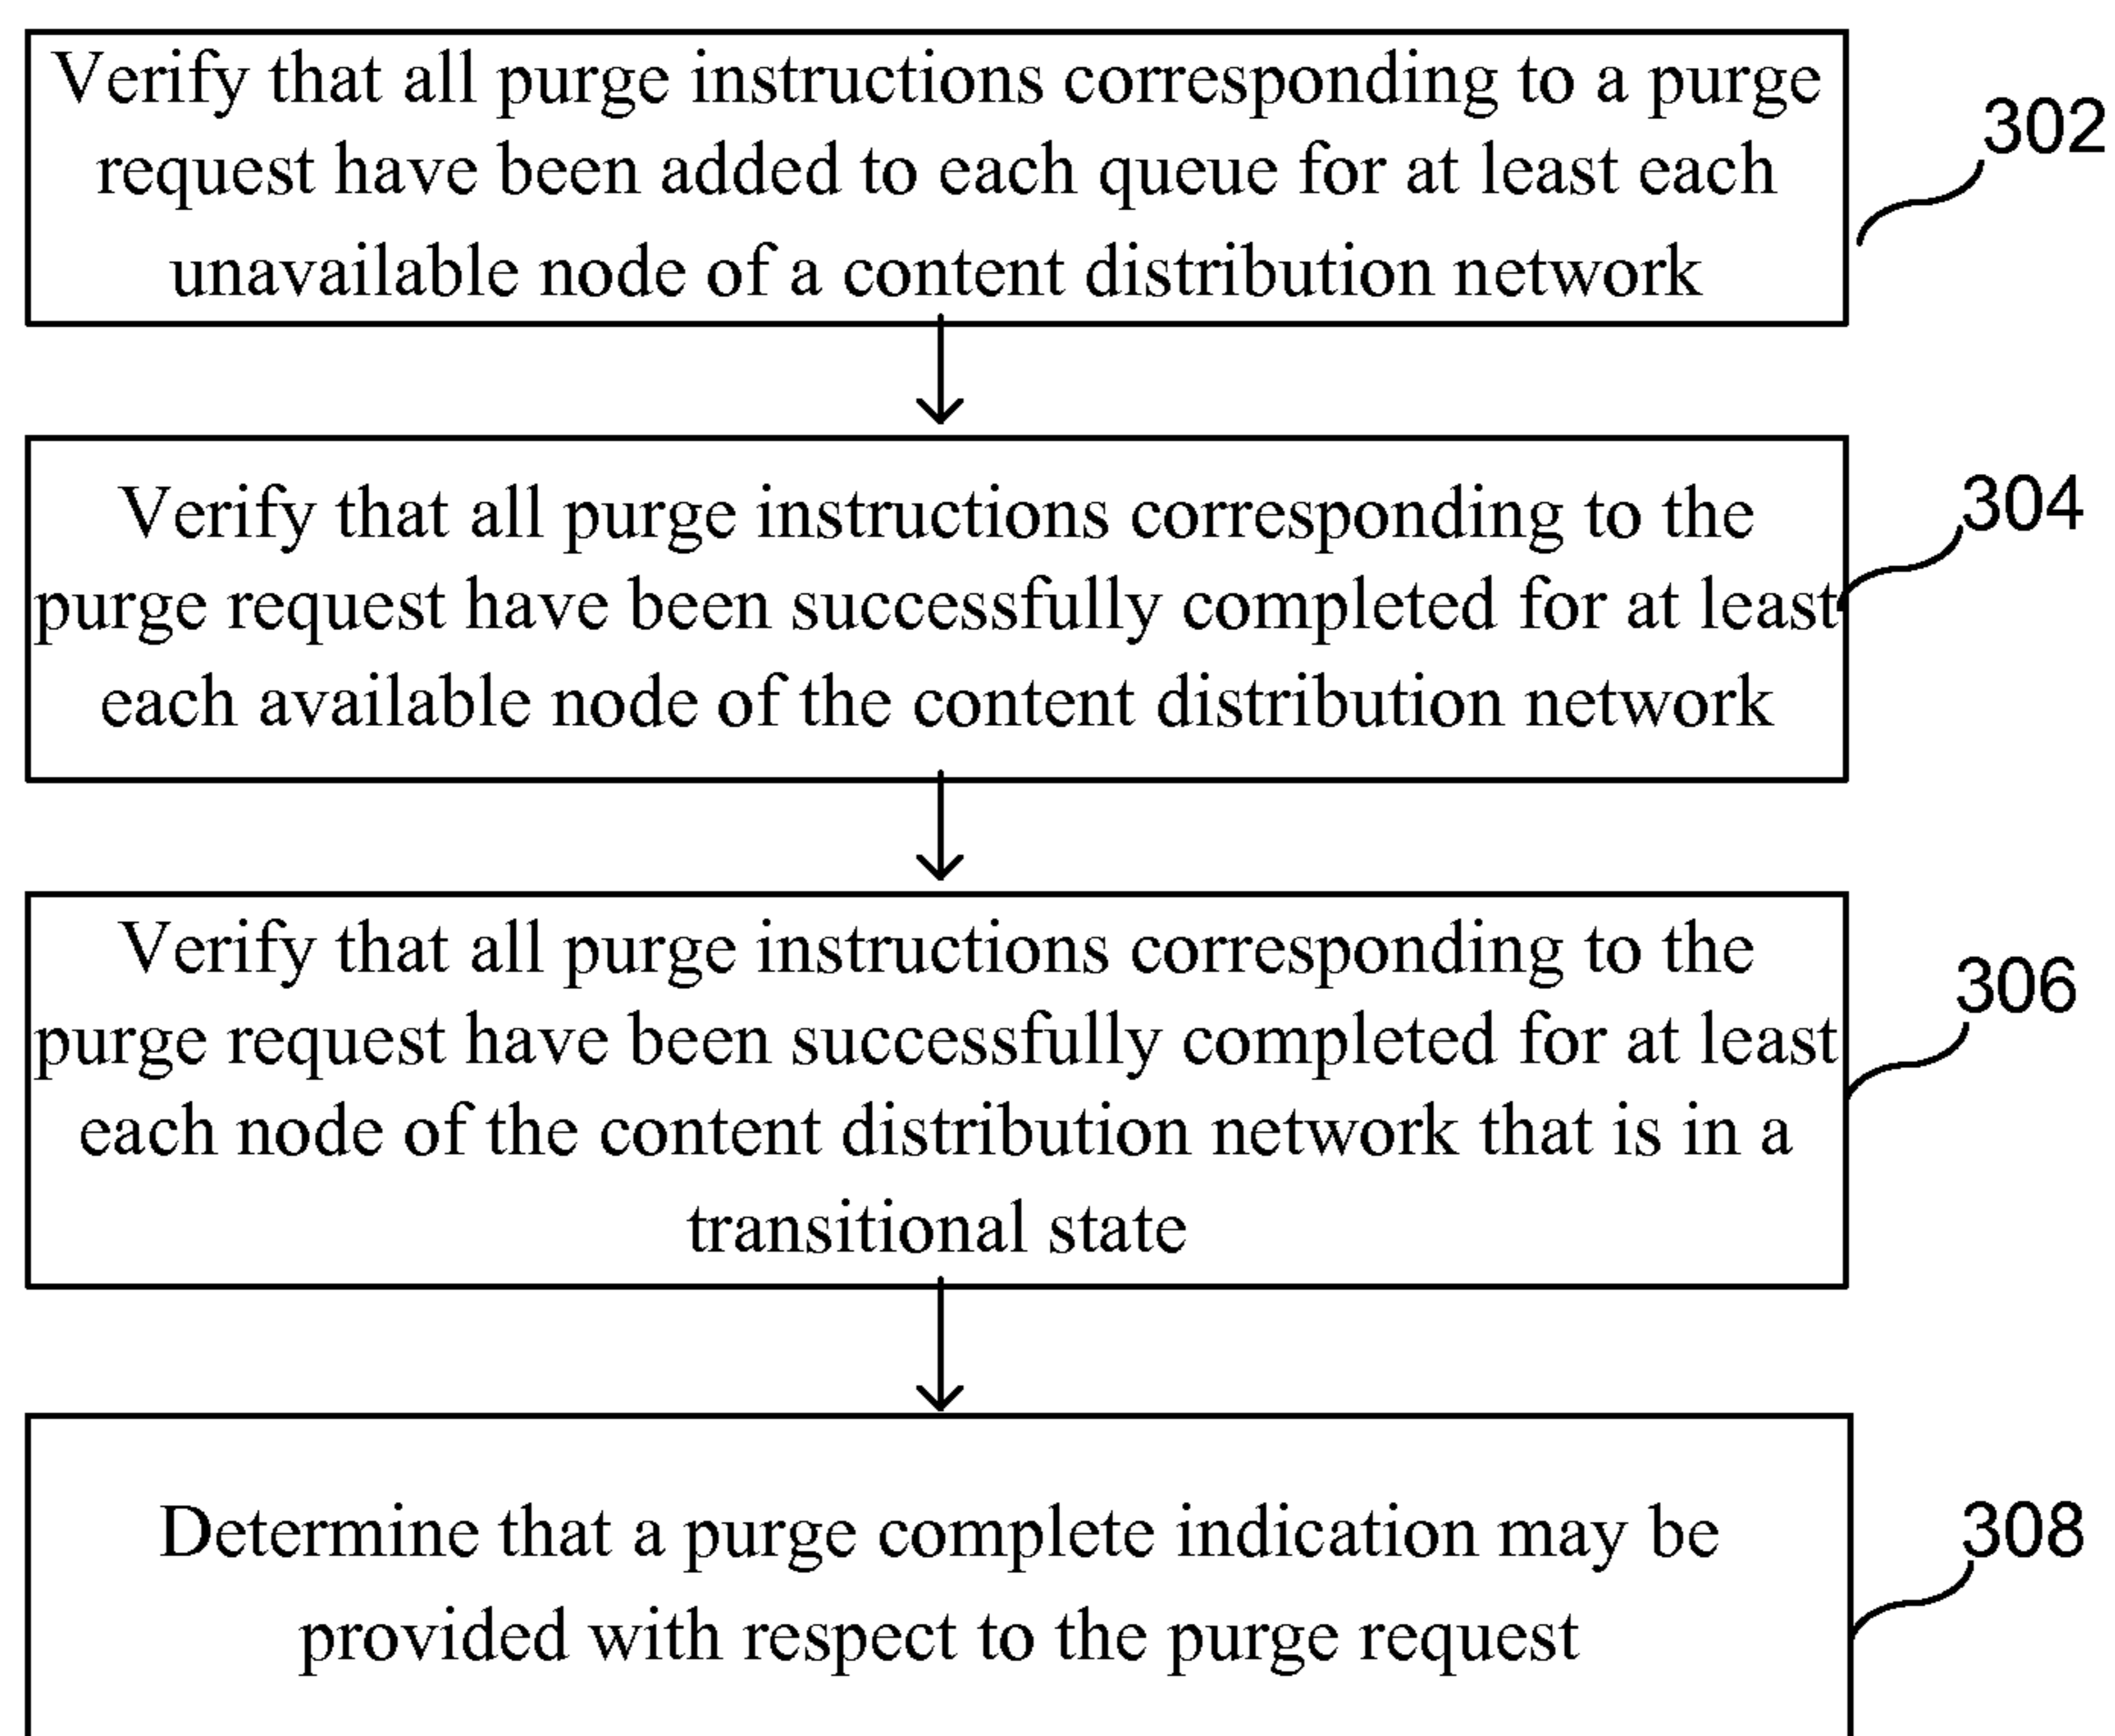 Verify that all purge instructions corresponding to a purge
request have been added to each queue for at least each
unavailable node of a content distribution network
302
Verify that all purge instructions corresponding to the
purge request have been successfully completed for at least
each available node of the content distribution network
304
Verify that all purge instructions corresponding to the
purge request have been successfully completed for at least
each node of the content distribution network that is in a
transitional state
306
Determine that a purge complete indication may be
provided with respect to the purge request
308